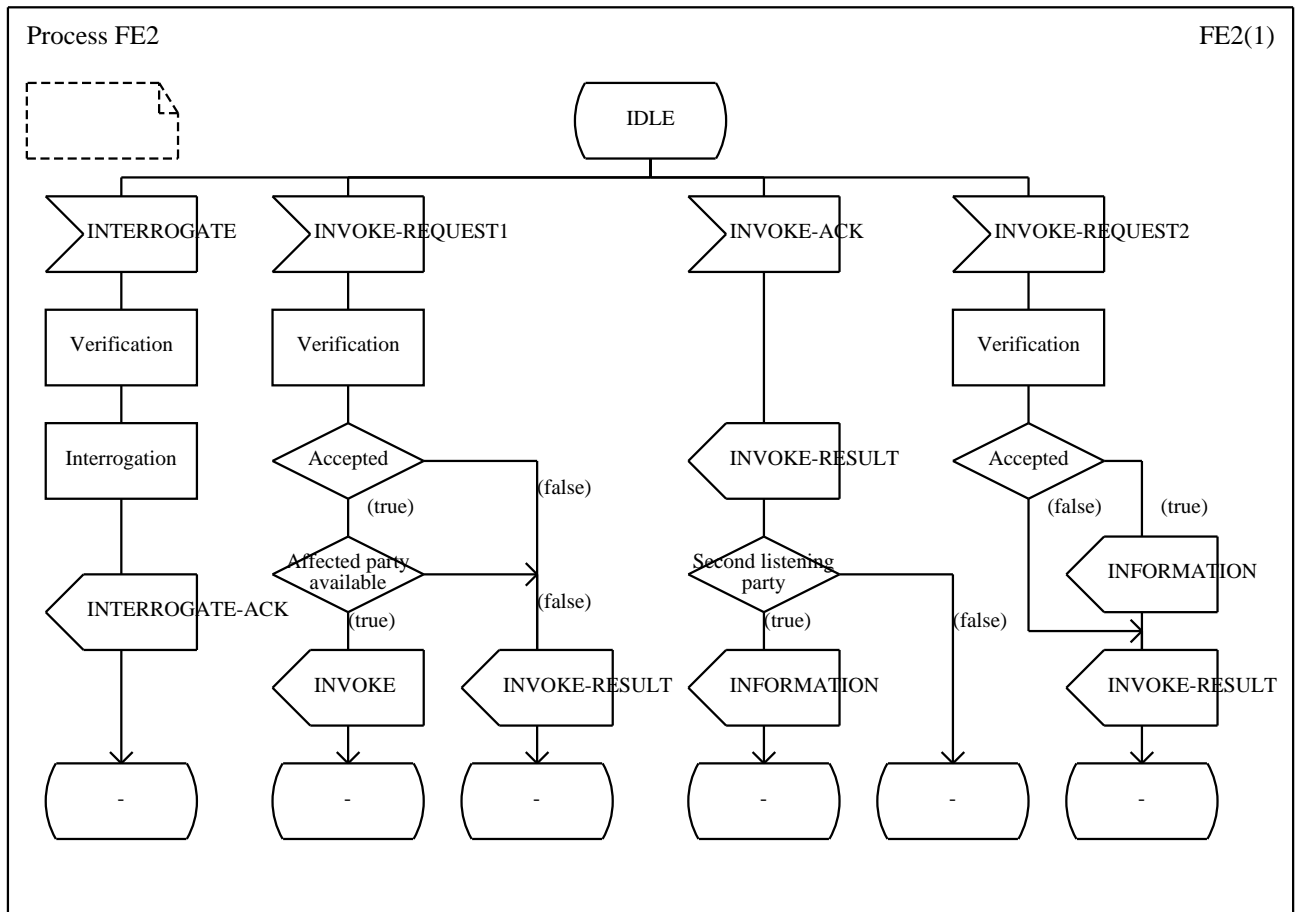 Process FE2
FE2(1)
IDLE
INTERROGATE
INVOKE-REQUEST1
INVOKE-ACK
INVOKE-REQUEST2
Verification
Verification
Verification
Interrogation
Accepted
INVOKE-RESULT
Accepted
(false)
(true)
(false)
(true)
Affected party
available
Second listening
party
INFORMATION
INTERROGATE-ACK
(false)
(true)
(true)
(false)
INVOKE
INVOKE-RESULT
INFORMATION
INVOKE-RESULT
-
-
-
-
-
-